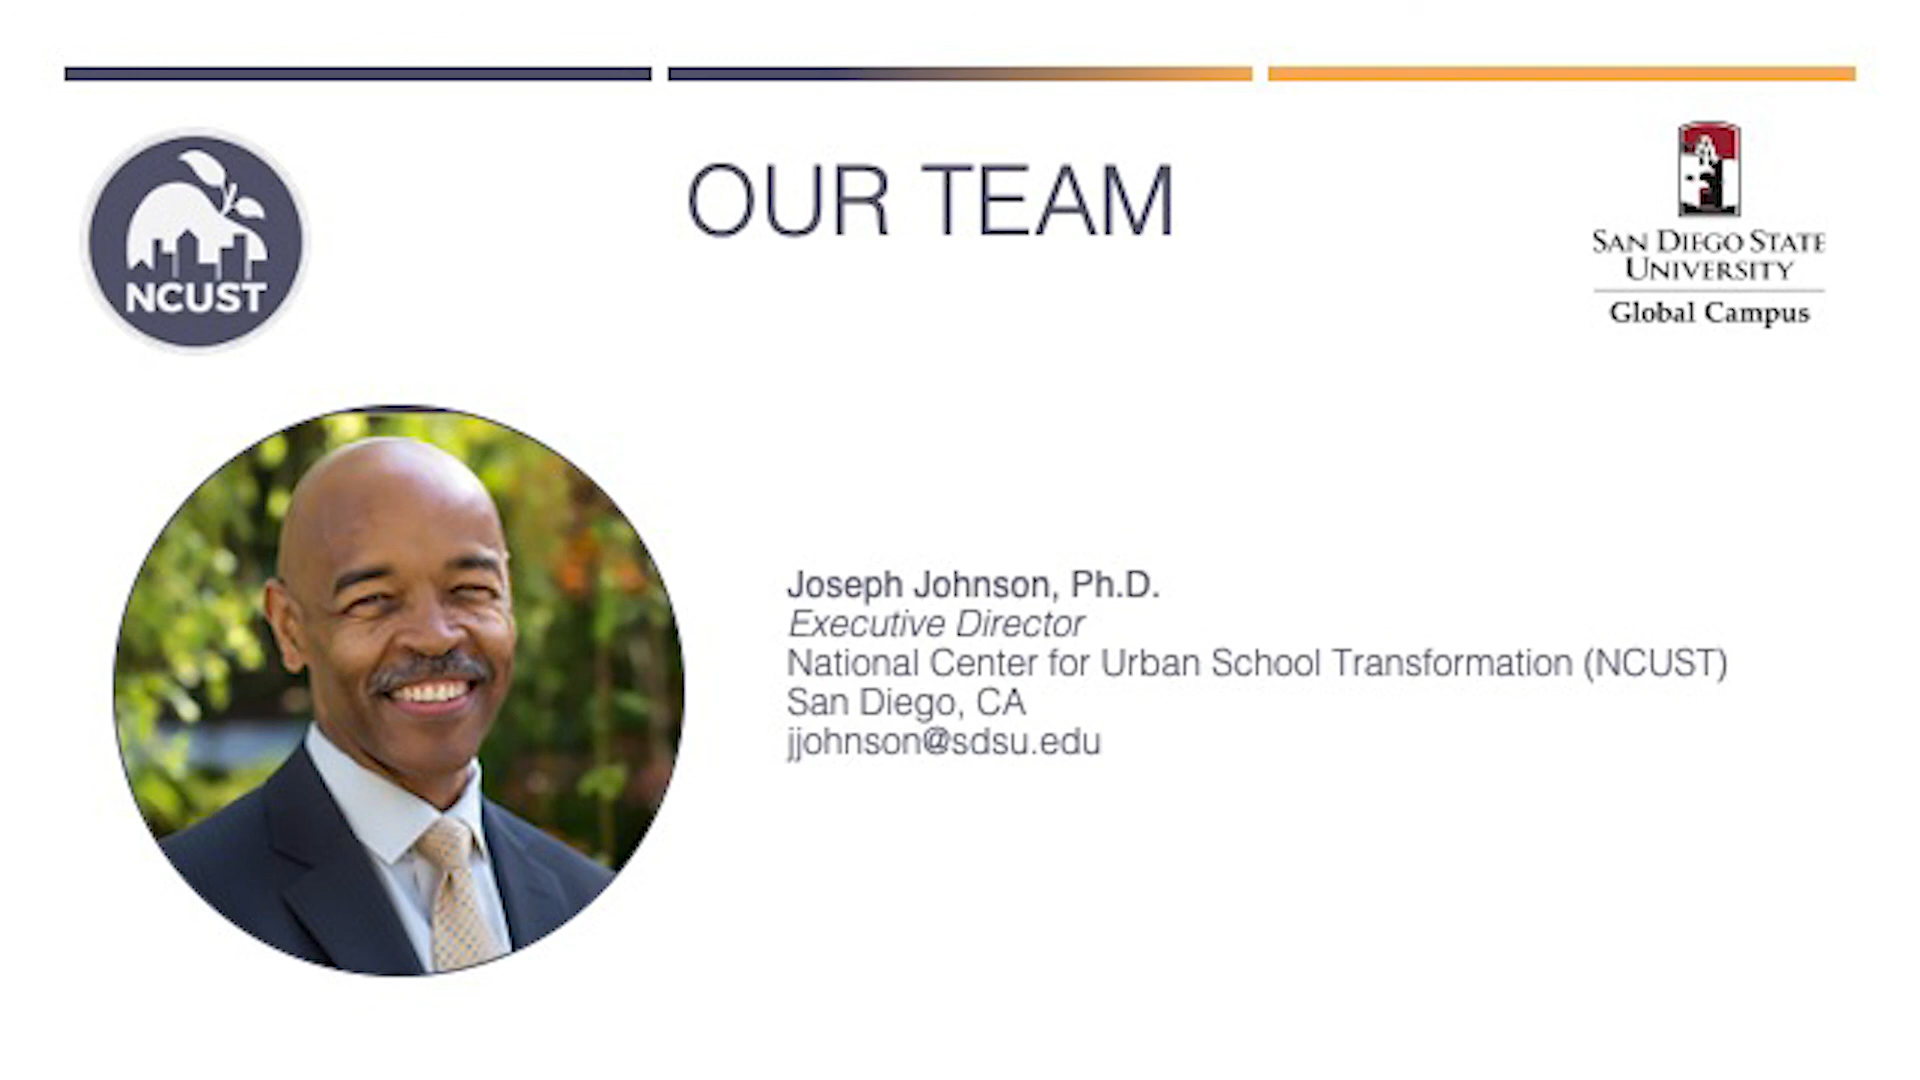 NCUST
OUR TEAM
SAN DIEGO STATE
UNIVERSITY
Global Campus
Joseph Johnson, Ph.D.
Executive Director
National Center for Urban School Transformation (NCUST)
San Diego, CA
jjohnson@sdsu.edu